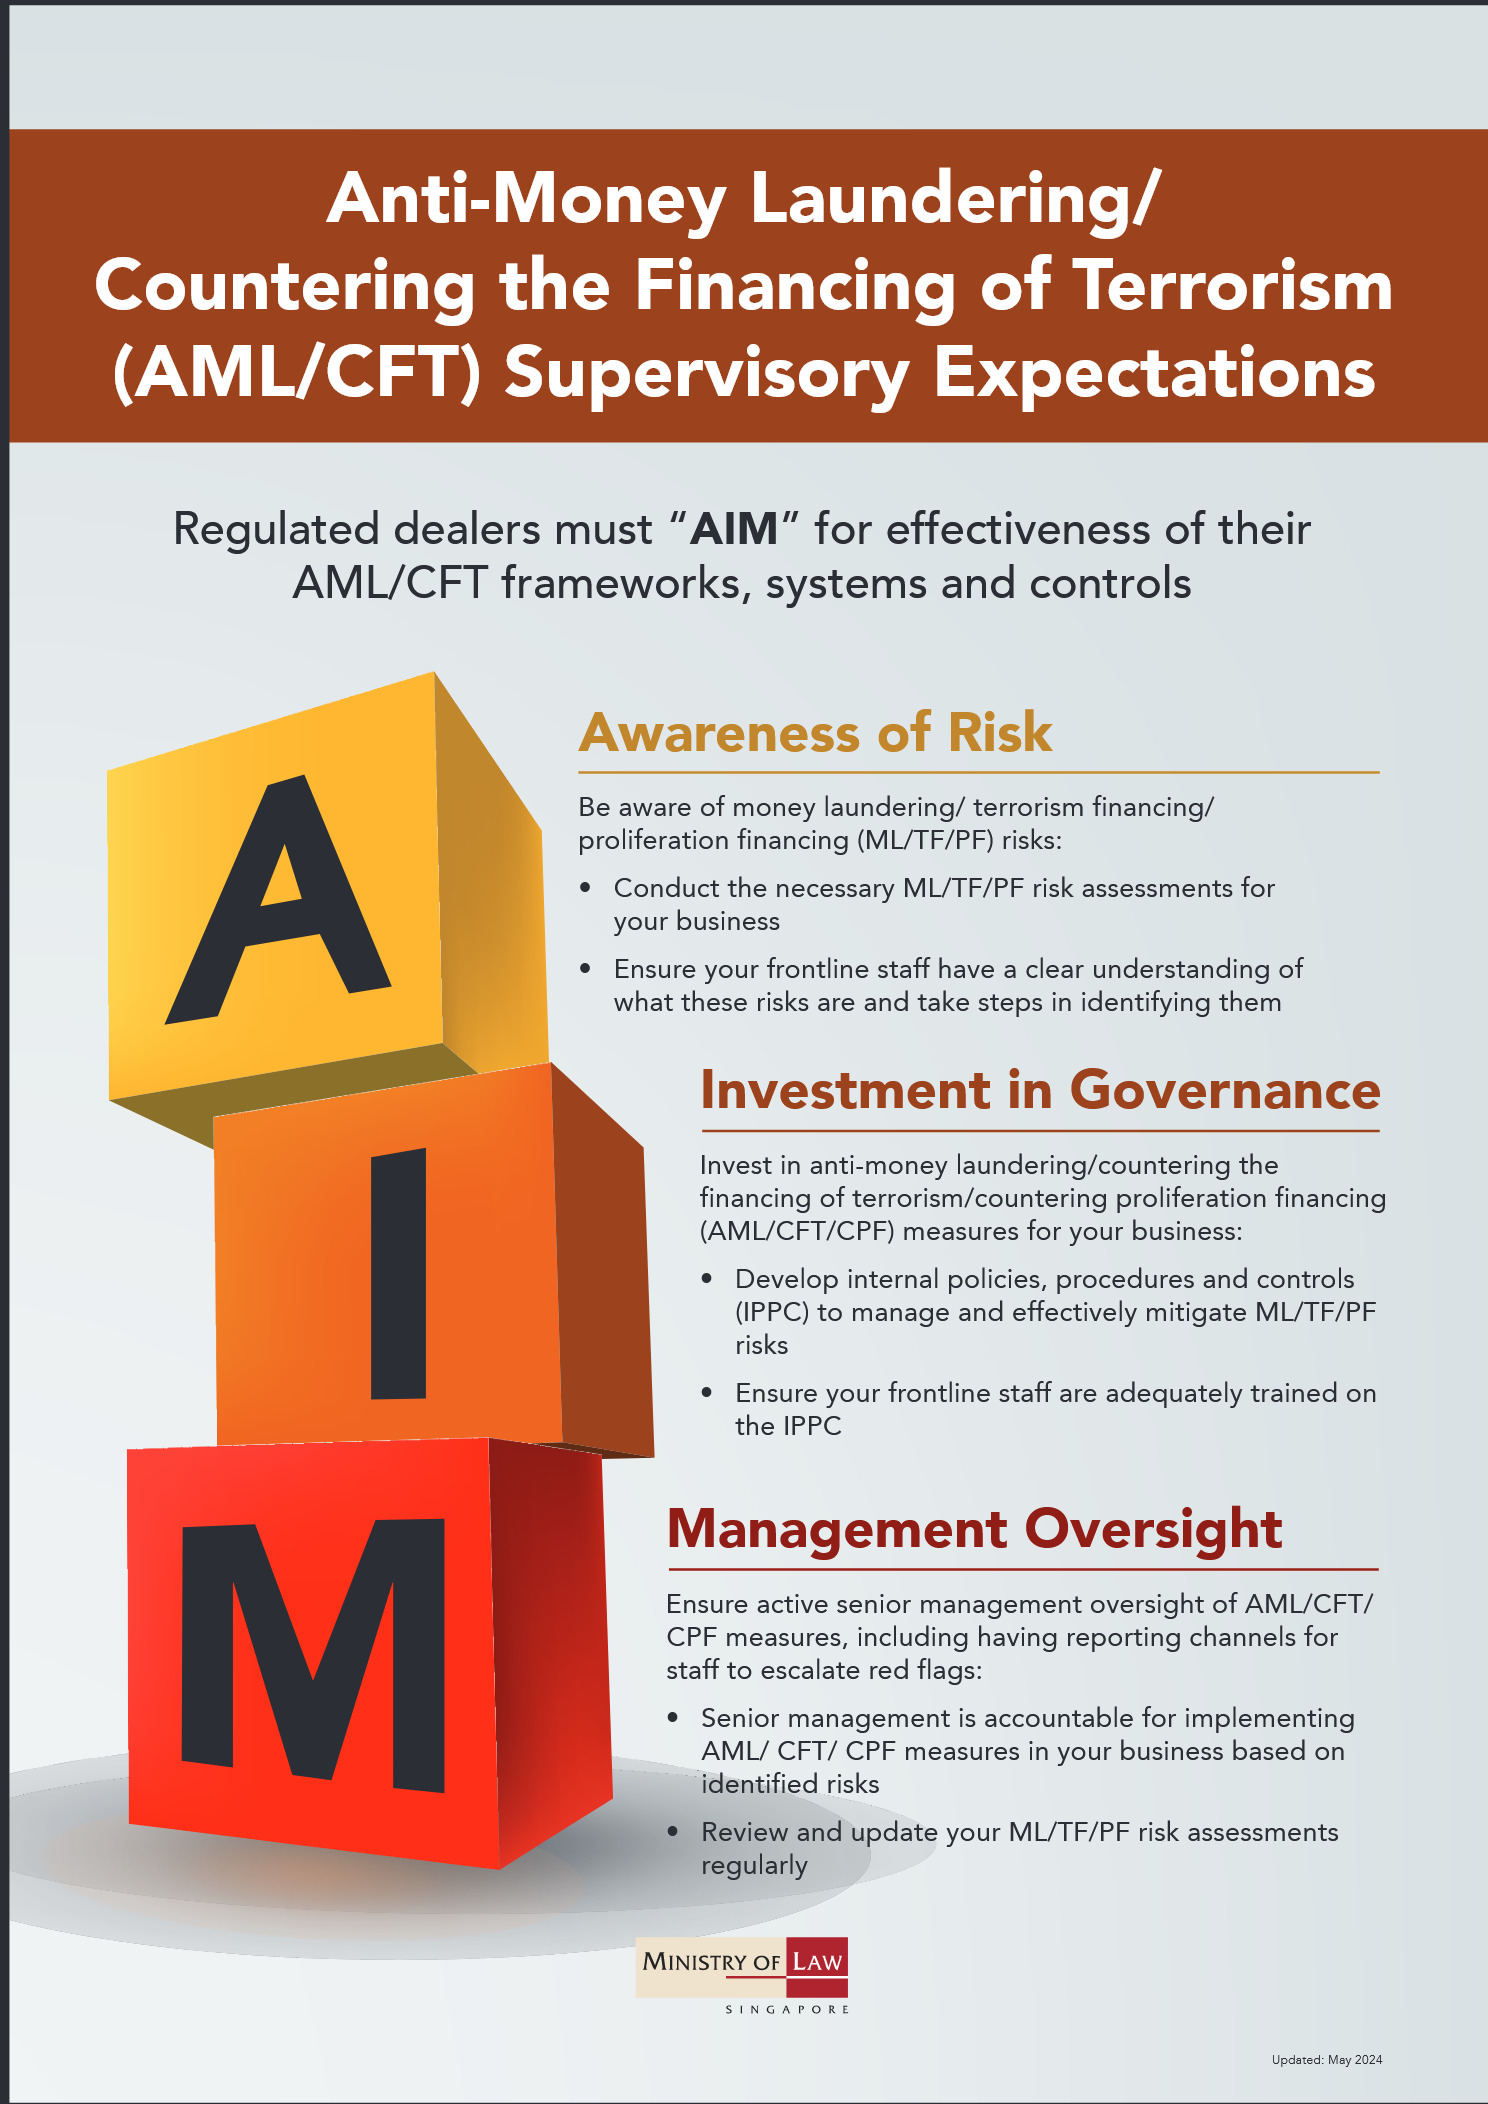 Anti-Money Laundering/
Countering the Financing of Terrorism
(AML/CFT) Supervisory Expectations
Regulated dealers must “AIM” for effectiveness of their
AML/CFT frameworks, systems and controls
A
Awareness of Risk
Be aware of money laundering/ terrorism financing/
proliferation financing (ML/TF/PF) risks:
• Conduct the necessary ML/TF/PF risk assessments for
your business
• Ensure your frontline staff have a clear understanding of
what these risks are and take steps in identifying them
I
Investment in Governance
Invest in anti-money laundering/countering the
financing of terrorism/countering proliferation financing
(AML/CFT/CPF) measures for your business:
• Develop internal policies, procedures and controls
(IPPC) to manage and effectively mitigate ML/TF/PF
risks
• Ensure your frontline staff are adequately trained on
the IPPC
M
Management Oversight
Ensure active senior management oversight of AML/CFT/
CPF measures, including having reporting channels for
staff to escalate red flags:
• Senior management is accountable for implementing
AML/ CFT/ CPF measures in your business based on
identified risks
• Review and update your ML/TF/PF risk assessments
regularly
MINISTRY OF LAW
SINGAPORE
Updated: May 2024